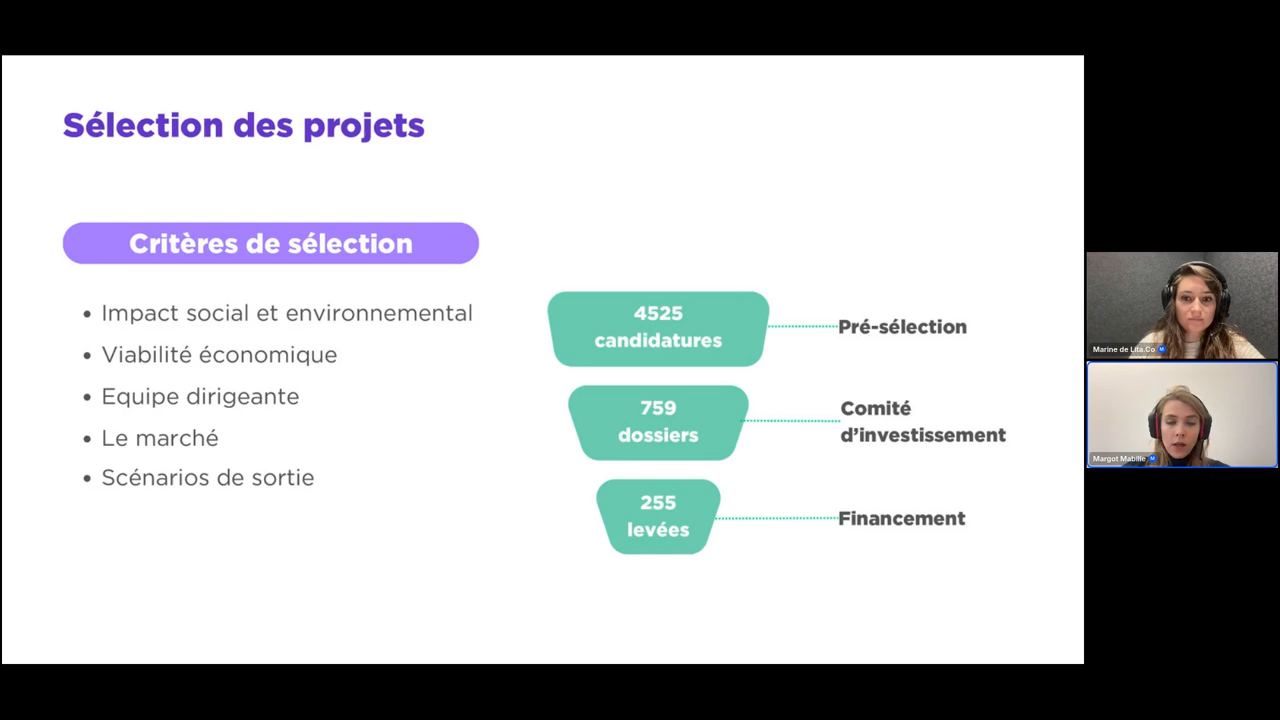 Sélection des projets
Critères de sélection
• Impact social et environnemental
• Viabilité économique
• Equipe dirigeante
• Le marché
• Scénarios de sortie
4525
candidatures
Pré-sélection
759
dossiers
Comité
d'investissement
255
levées
Financement
Marine de Lita.Co
Margot Mabille